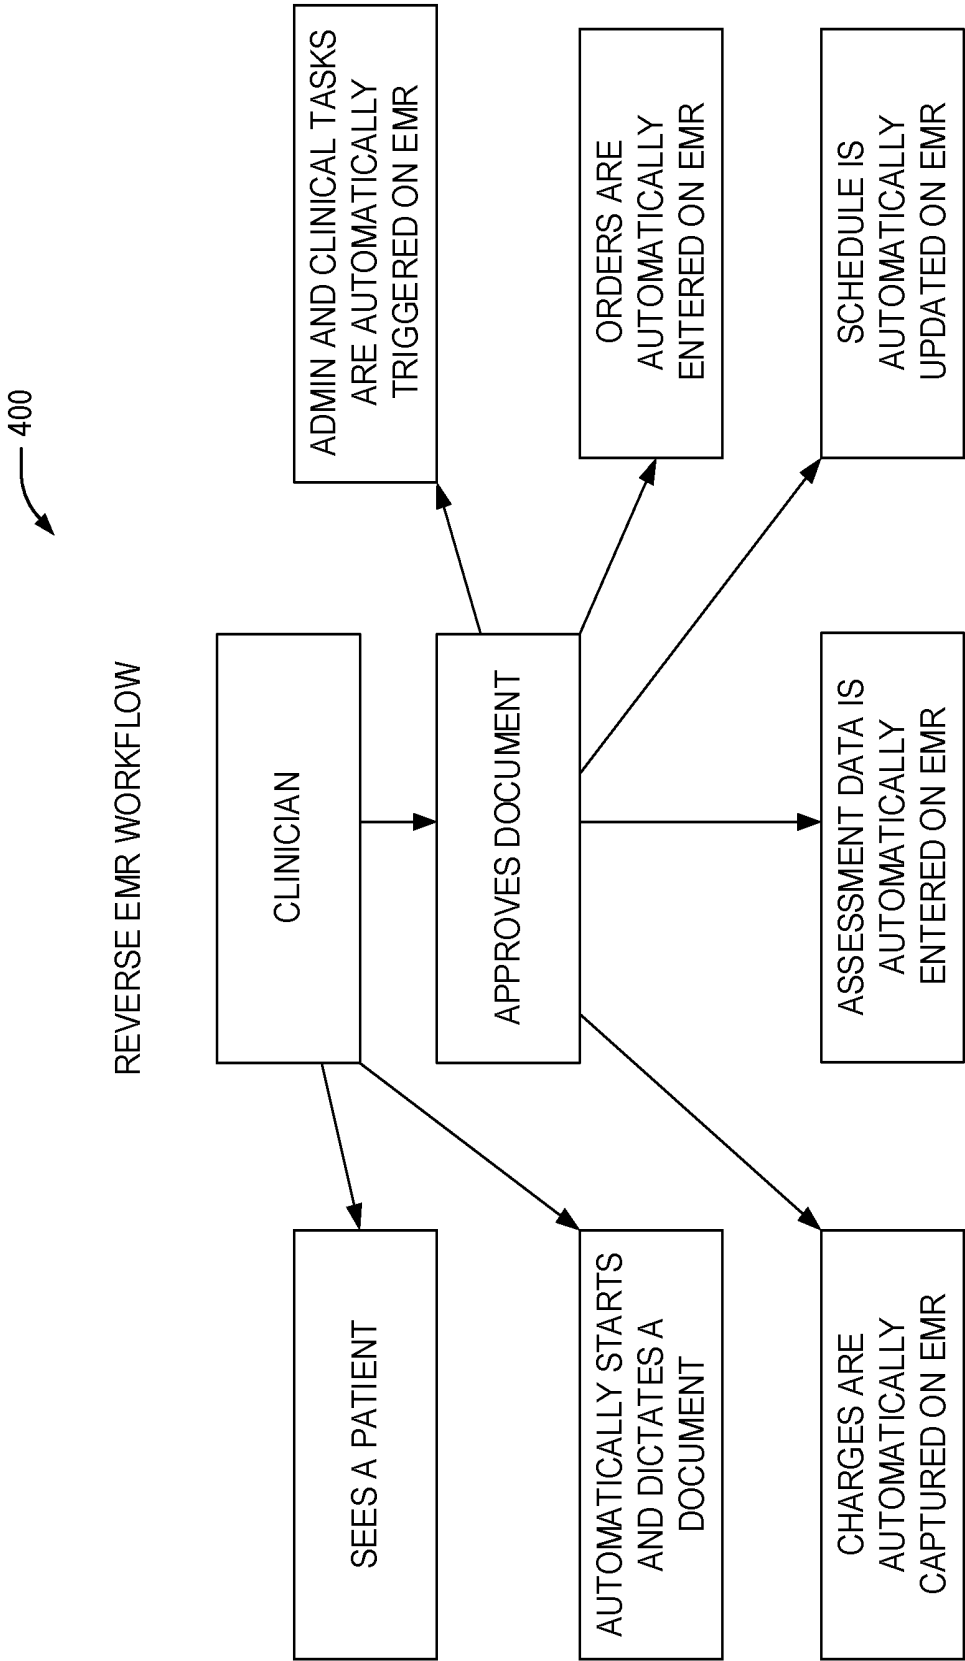 400
REVERSE EMR WORKFLOW
CLINICIAN
SEES A PATIENT
ADMIN AND CLINICAL TASKS
ARE AUTOMATICALLY
TRIGGERED ON EMR
APPROVES DOCUMENT
AUTOMATICALLY STARTS
AND DICTATES A
DOCUMENT
ORDERS ARE
AUTOMATICALLY
ENTERED ON EMR
CHARGES ARE
AUTOMATICALLY
CAPTURED ON EMR
ASSESSMENT DATA IS
AUTOMATICALLY
ENTERED ON EMR
SCHEDULE IS
AUTOMATICALLY
UPDATED ON EMR